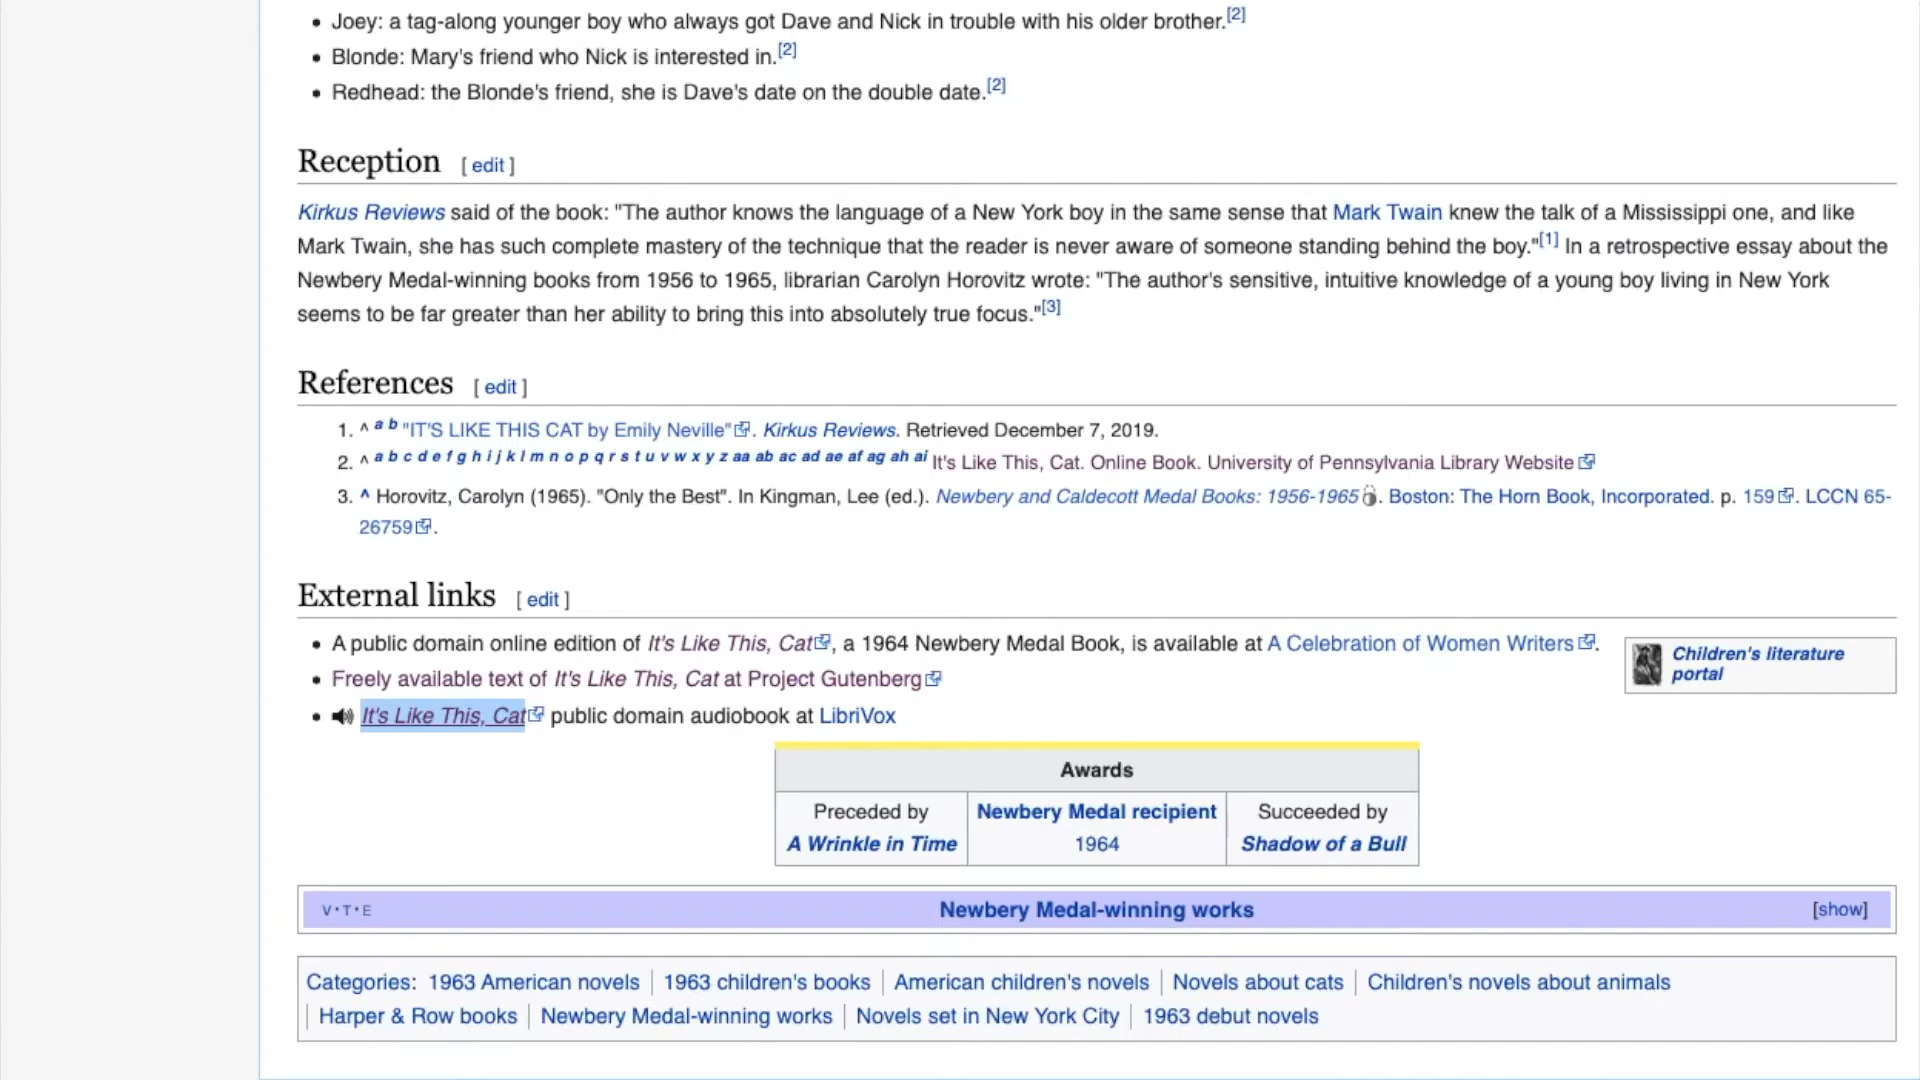 Joey: a tag-along younger boy who always got Dave and Nick in trouble with his older brother.[2]
Blonde: Mary's friend who Nick is interested in.[2]
Redhead: the Blonde's friend, she is Dave's date on the double date.[2]
Reception [ edit ]
Kirkus Reviews said of the book: "The author knows the language of a New York boy in the same sense that Mark Twain knew the talk of a Mississippi one, and like
Mark Twain, she has such complete mastery of the technique that the reader is never aware of someone standing behind the boy."[1] In a retrospective essay about the
Newbery Medal-winning books from 1956 to 1965, librarian Carolyn Horovitz wrote: "The author's sensitive, intuitive knowledge of a young boy living in New York
seems to be far greater than her ability to bring this into absolutely true focus."[3]
References [ edit ]
1. ^ a b "IT'S LIKE THIS CAT by Emily Neville". Kirkus Reviews. Retrieved December 7, 2019.
2. ^ a b c d e f g h i j k l m n o p q r s t u v w x y z aa ab ac ad ae af ag ah ai It's Like This, Cat. Online Book. University of Pennsylvania Library Website
3. ^ Horovitz, Carolyn (1965). "Only the Best". In Kingman, Lee (ed.). Newbery and Caldecott Medal Books: 1956-1965. Boston: The Horn Book, Incorporated. p. 159. LCCN 65-
26759.
External links [ edit ]
A public domain online edition of It's Like This, Cat, a 1964 Newbery Medal Book, is available at A Celebration of Women Writers.
Freely available text of It's Like This, Cat at Project Gutenberg
It's Like This, Cat public domain audiobook at LibriVox
Children's literature
portal
Awards
Preceded by
A Wrinkle in Time
Newbery Medal recipient
1964
Succeeded by
Shadow of a Bull
V·T·E Newbery Medal-winning works [show]
Categories: 1963 American novels | 1963 children's books | American children's novels | Novels about cats | Children's novels about animals
| Harper & Row books | Newbery Medal-winning works | Novels set in New York City | 1963 debut novels